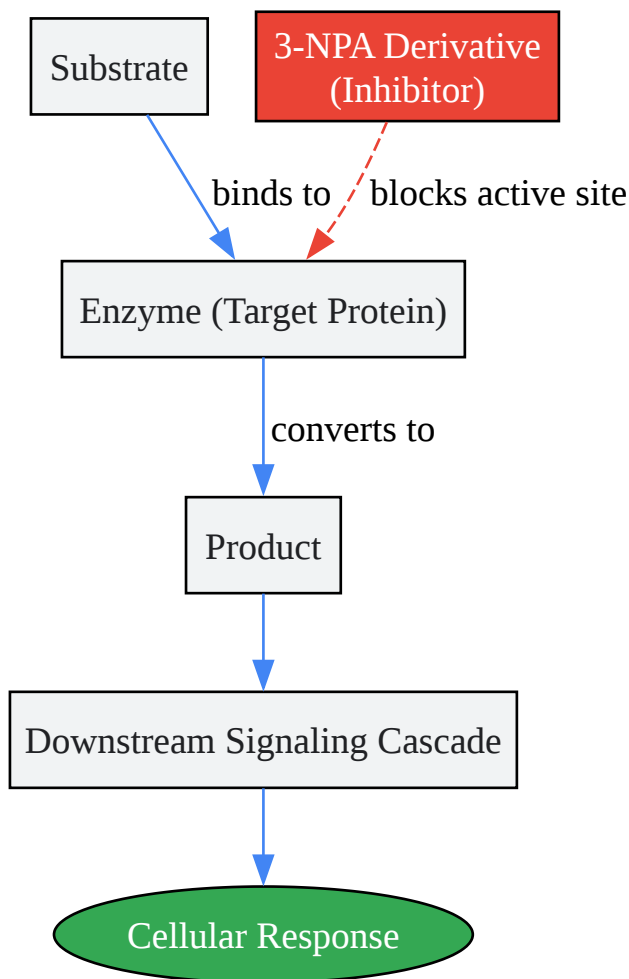 Substrate
3-NPA Derivative
(Inhibitor)
binds to
blocks active site
Enzyme (Target Protein)
converts to
Product
Downstream Signaling Cascade
Cellular Response